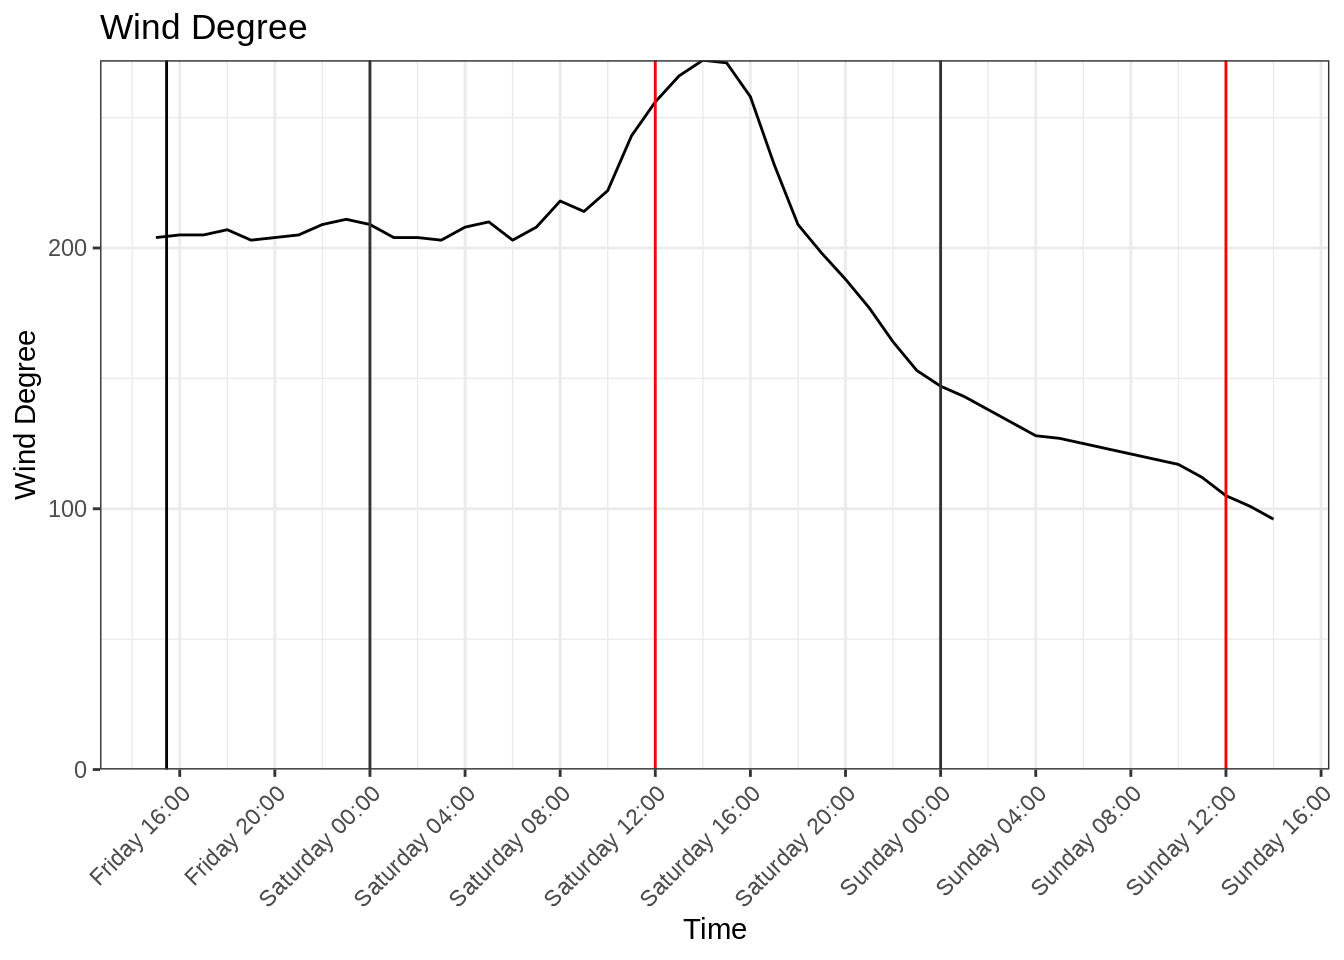 Wind Degree
Wind Degree
200
100
0
Friday 16:00
Friday 20:00
Saturday 00:00
Saturday 04:00
Saturday 08:00
Saturday 12:00
Saturday 16:00
Saturday 20:00
Sunday 00:00
Sunday 04:00
Sunday 08:00
Sunday 12:00
Sunday 16:00
Time